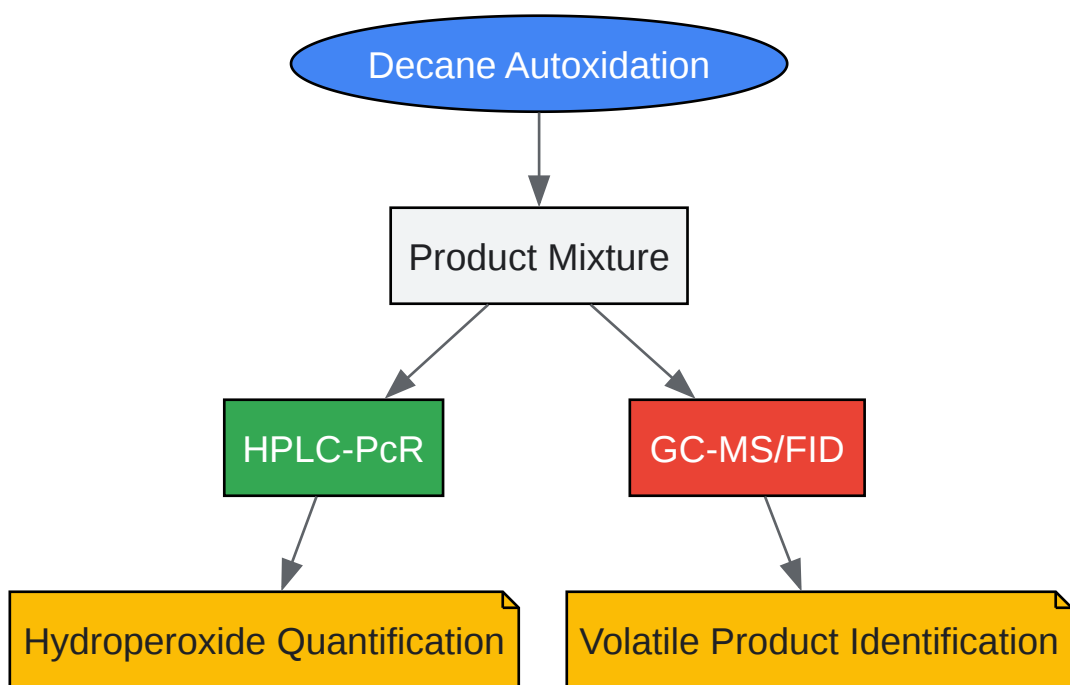 Decane Autoxidation
Product Mixture
HPLC-PcR
GC-MS/FID
Hydroperoxide Quantification
Volatile Product Identification